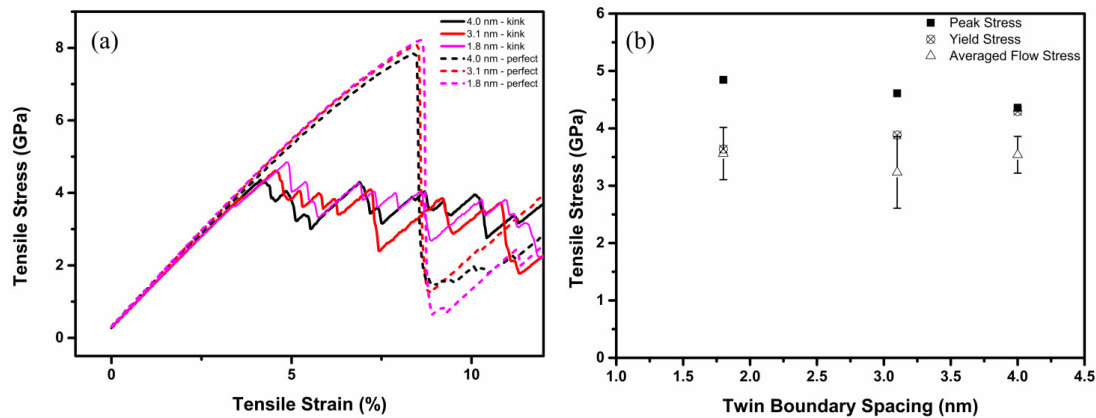 (a)
4.0 nm - kink
3.1 nm - kink
1.8 nm - kink
4.0 nm - perfect
3.1 nm - perfect
1.8 nm - perfect
8
6
4
2
0
Tensile Stress (GPa)
0 5 10
Tensile Strain (%)
(b)
Peak Stress
Yield Stress
Averaged Flow Stress
6
5
4
3
2
1
0
Tensile Stress (GPa)
1.0 1.5 2.0 2.5 3.0 3.5 4.0 4.5
Twin Boundary Spacing (nm)